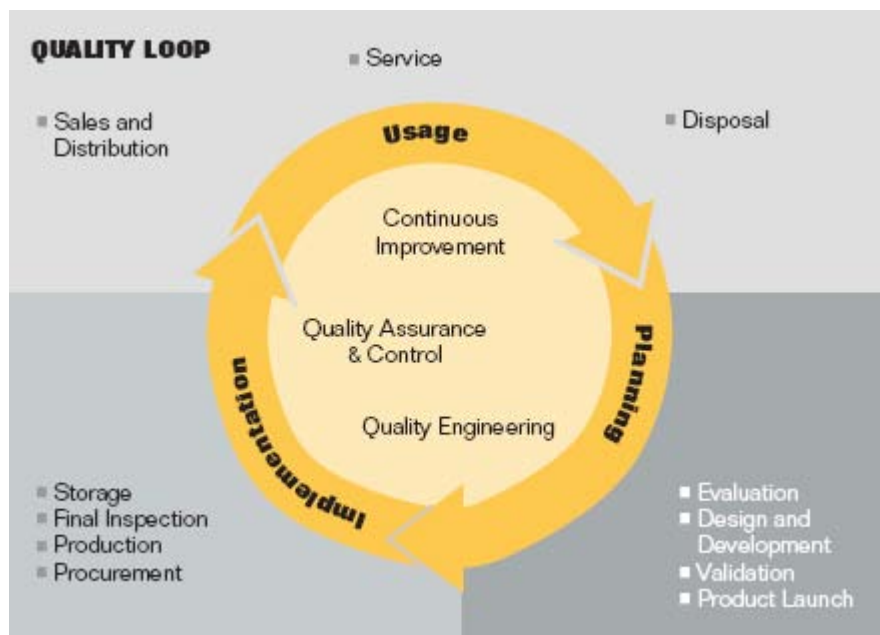 QUALITY LOOP
Service
Sales and
Distribution
Usage
Disposal
Continuous
Improvement
Quality Assurance
& Control
Planning
Implementation
Quality Engineering
Storage
Final Inspection
Production
Procurement
Evaluation
Design and
Development
Validation
Product Launch